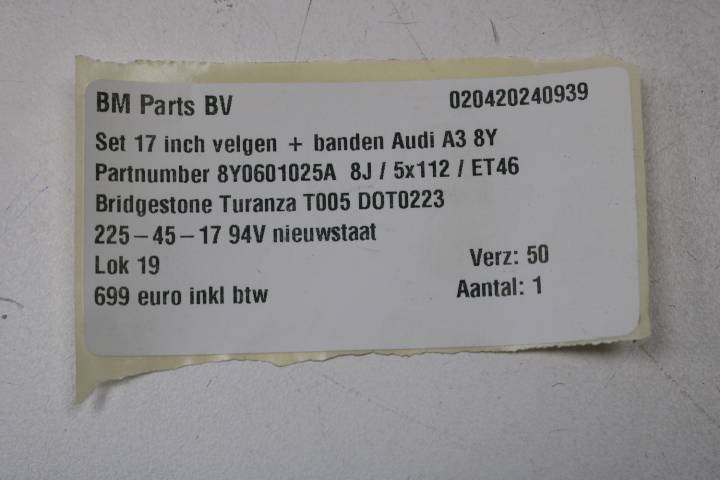 BM Parts BV 020420240939
Set 17 inch velgen + banden Audi A3 8Y
Partnumber 8Y0601025A 8J / 5x112 / ET46
Bridgestone Turanza T005 DOT0223
225-45-17 94V nieuwstaat
Lok 19 Verz: 50
699 euro inkl btw Aantal: 1